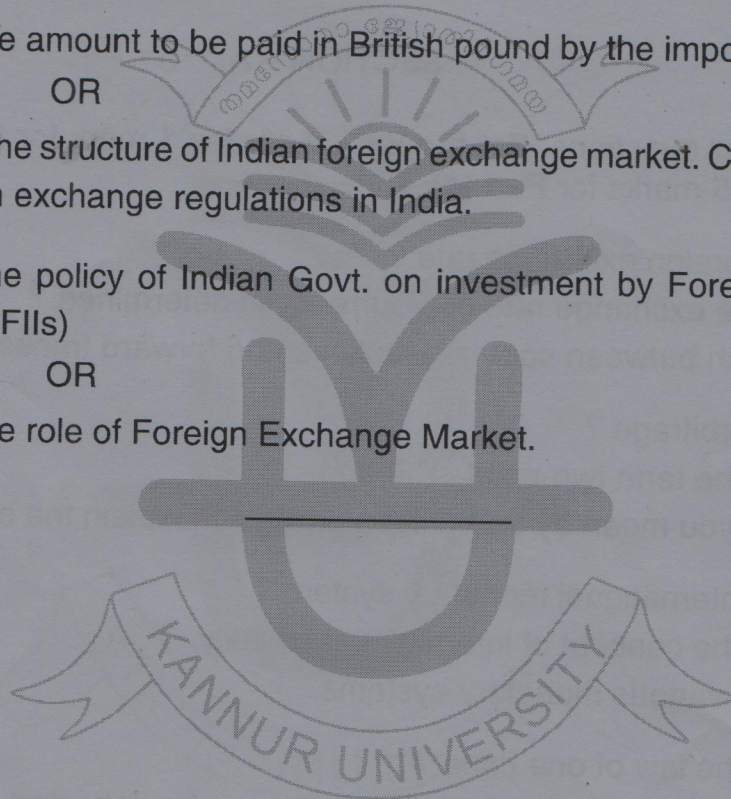 e amount to be paid in British pound by the impo
OR
he structure of Indian foreign exchange market. C
n exchange regulations in India.
e policy of Indian Govt. on investment by Fore
FIIs)
OR
e role of Foreign Exchange Market.
KANNUR UNIVERSITY